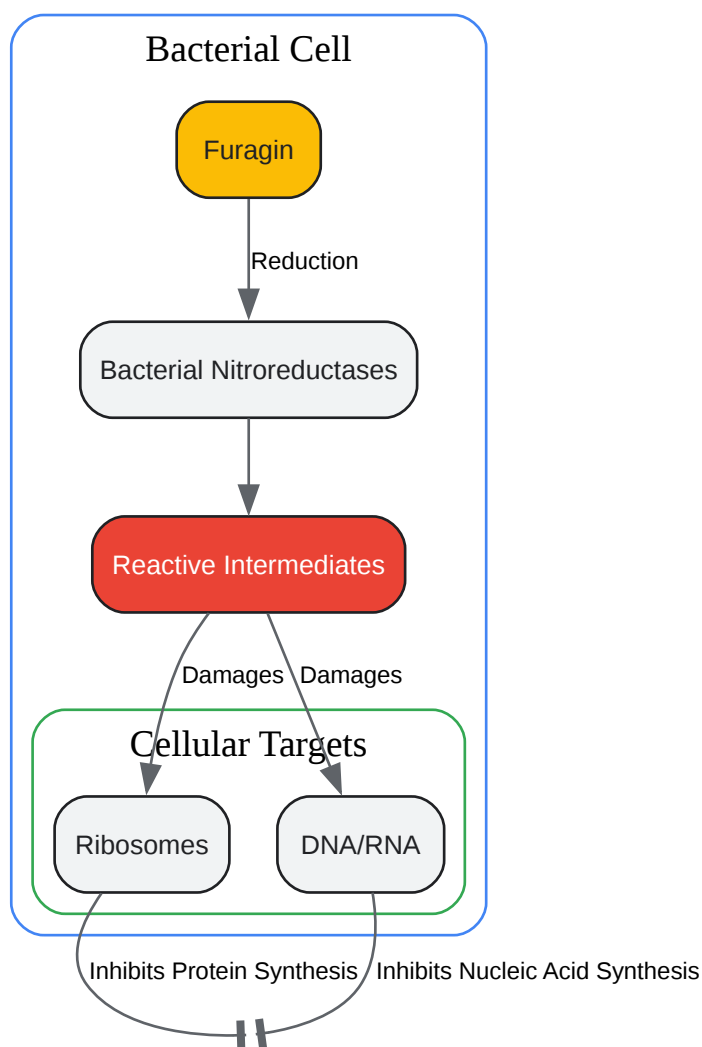 Bacterial Cell
Furagin
Reduction
Bacterial Nitroreductases
Reactive Intermediates
Damages
Damages
Cellular Targets
Ribosomes
DNA/RNA
Inhibits Protein Synthesis
Inhibits Nucleic Acid Synthesis